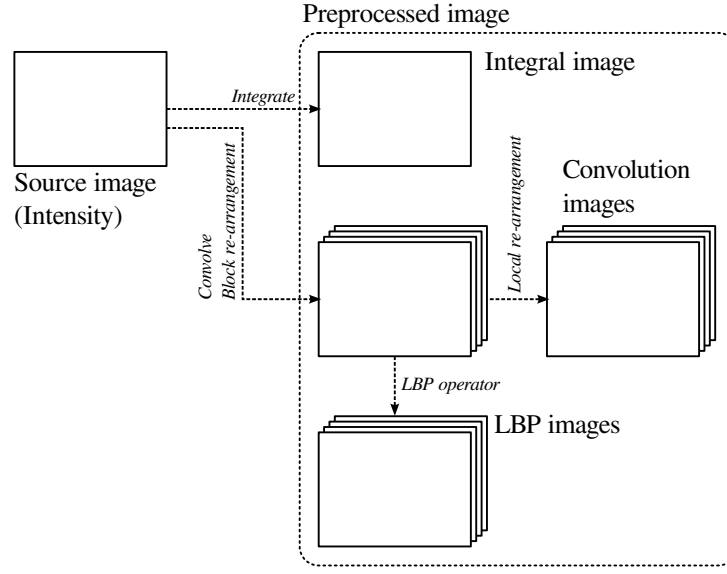 Preprocessed image
Integral image
Integrate
Source image
(Intensity)
Convolve
Block re-arrangement
Local re-arrangement
Convolution
images
LBP operator
LBP images